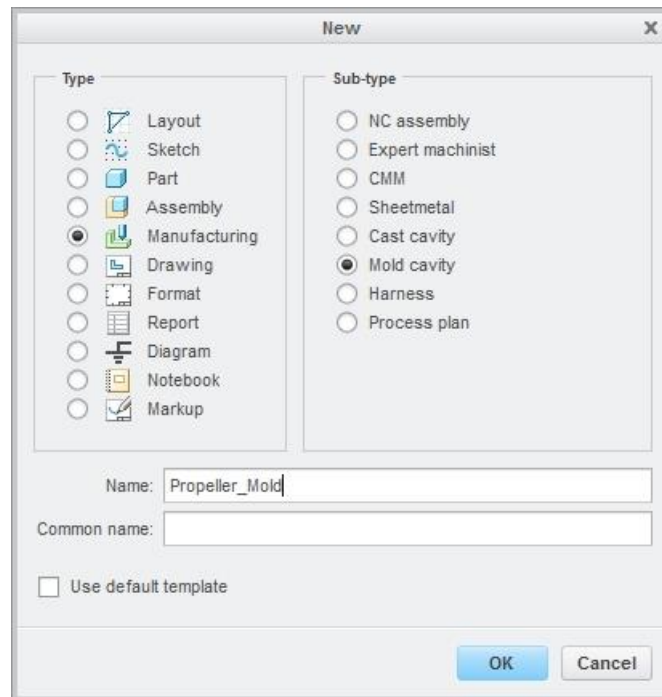 New
Type
Layout
Sketch
Part
Assembly
Manufacturing
Drawing
Format
Report
Diagram
Notebook
Markup
Sub-type
NC assembly
Expert machinist
CMM
Sheetmetal
Cast cavity
Mold cavity
Harness
Process plan
Name: Propeller_Mold
Common name:
Use default template
OK Cancel